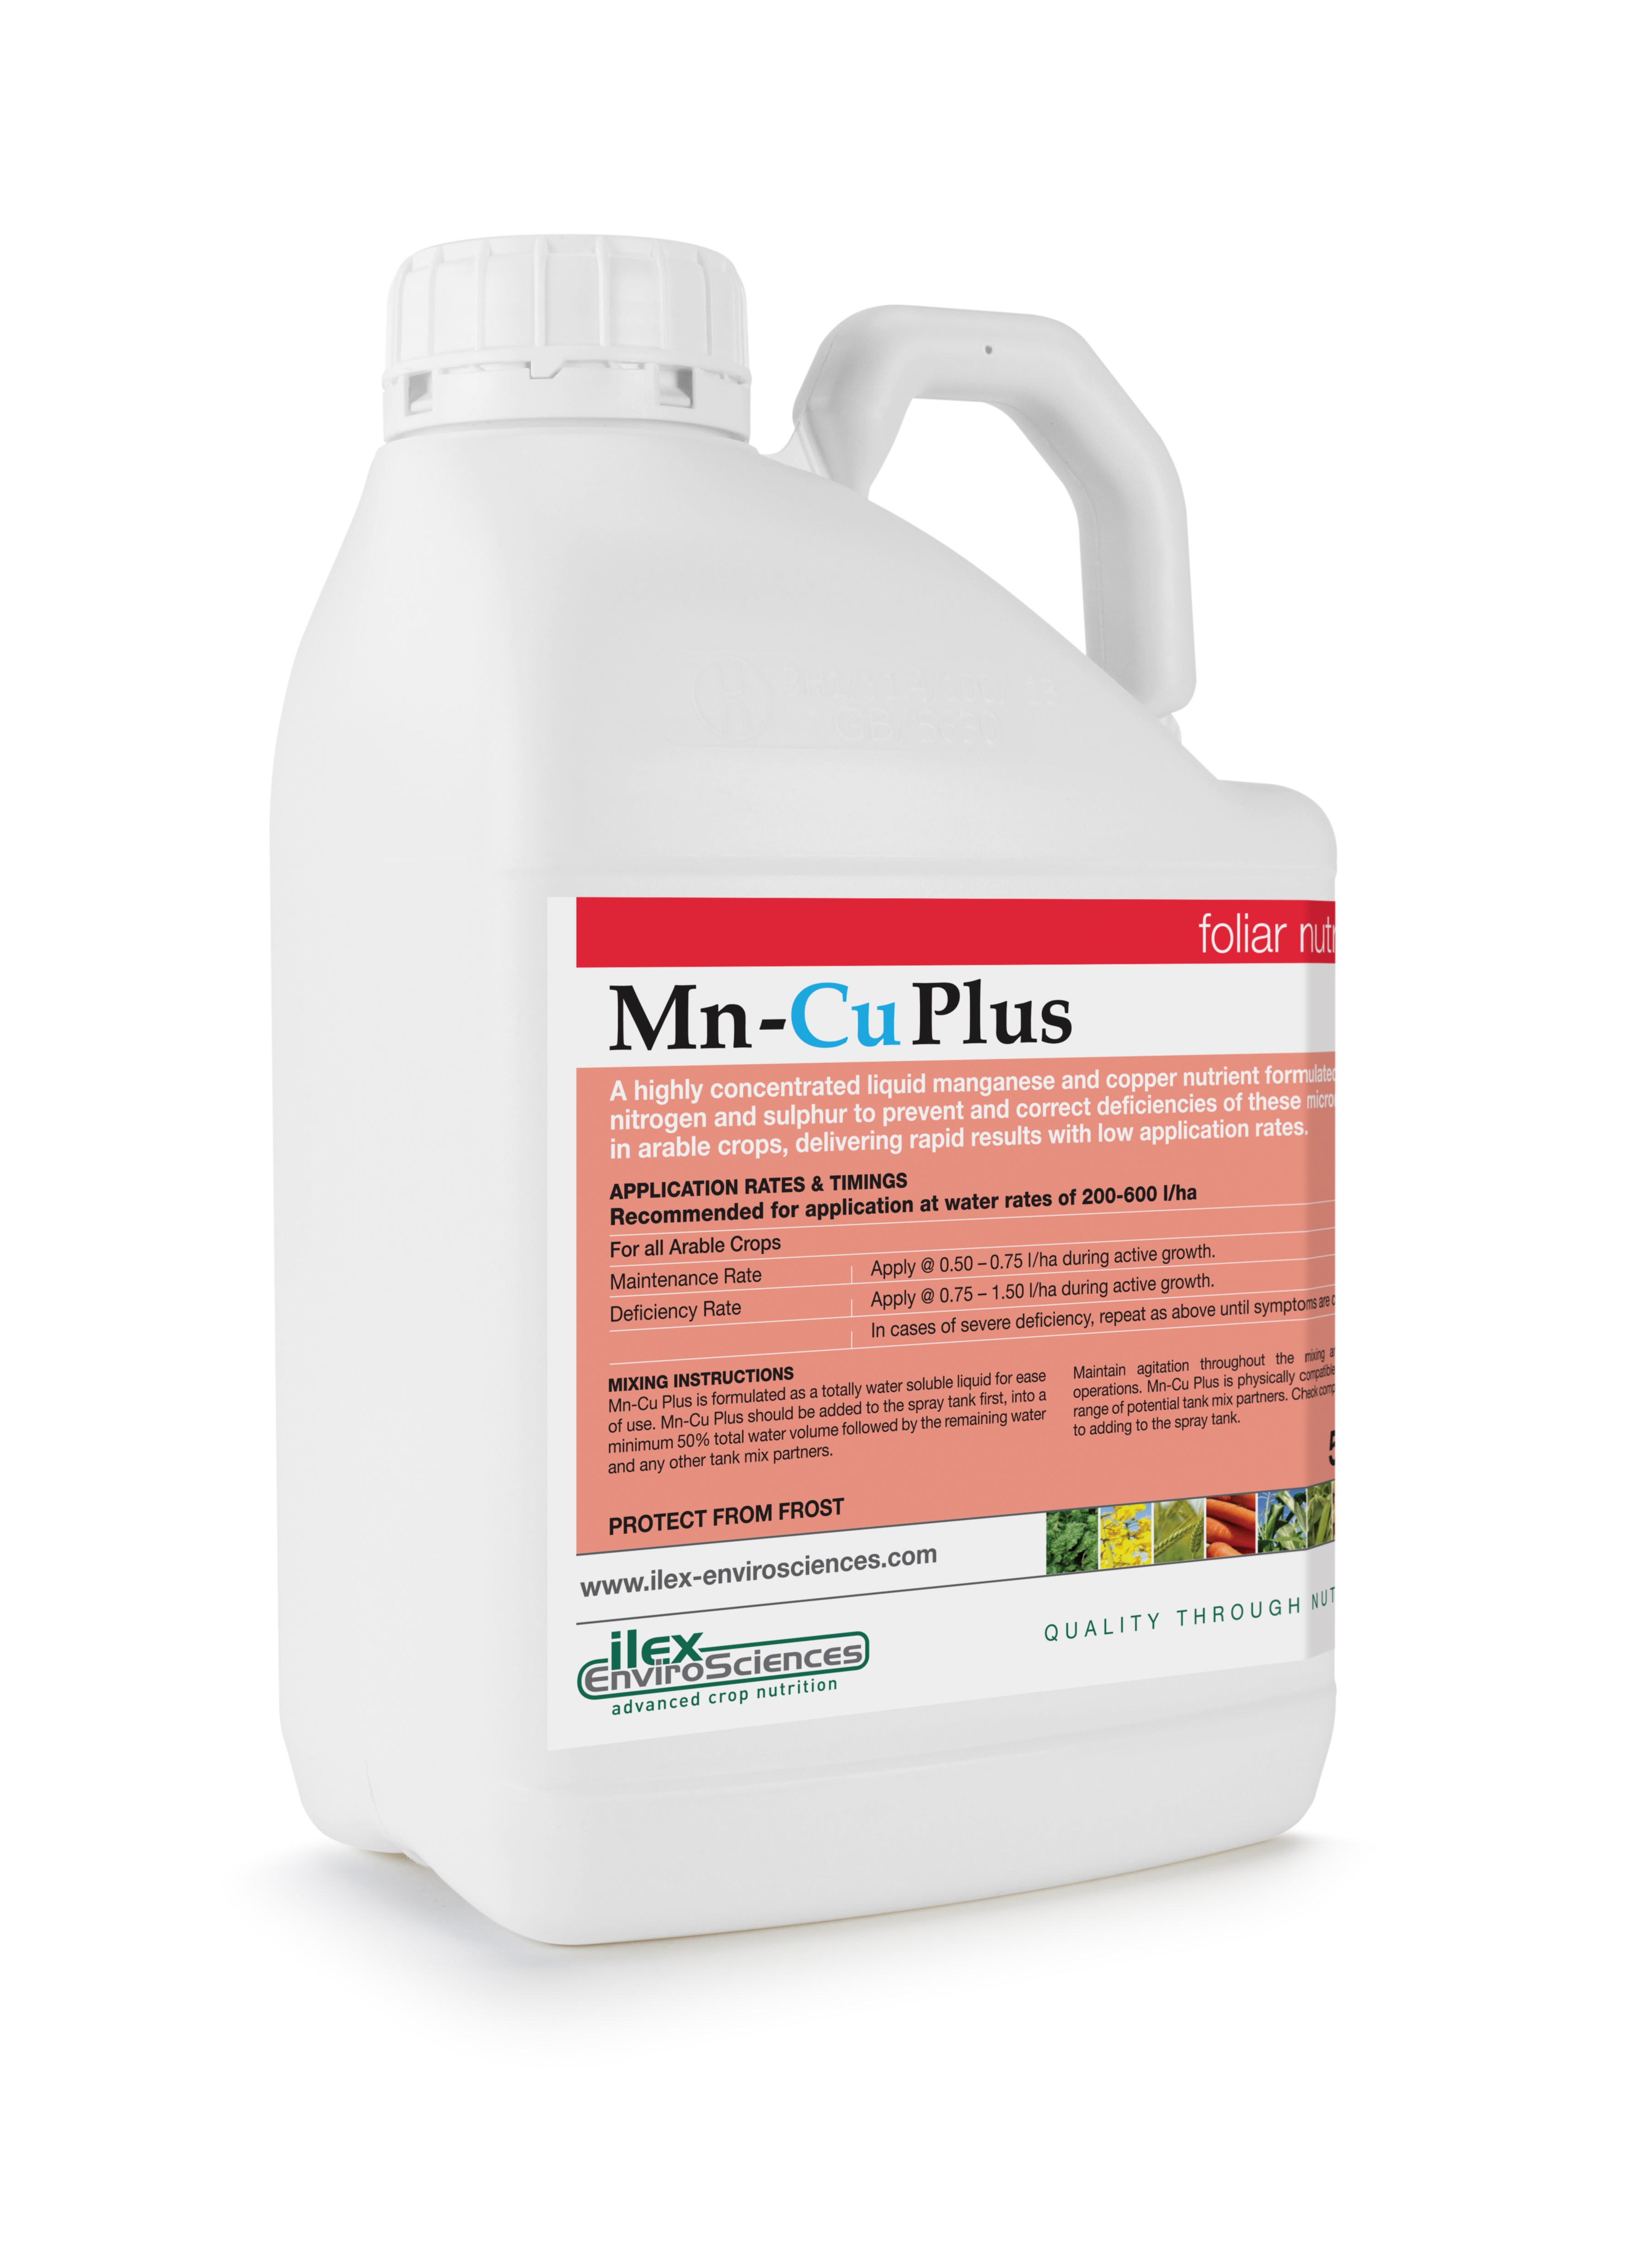 foliar nutr
Mn-Cu Plus
A highly concentrated liquid manganese and copper nutrient formulated
nitrogen and sulphur to prevent and correct deficiencies of these micro
in arable crops, delivering rapid results with low application rates.
APPLICATION RATES & TIMINGS
Recommended for application at water rates of 200-600 l/ha
For all Arable Crops
Maintenance Rate Apply @ 0.50 – 0.75 l/ha during active growth.
Deficiency Rate Apply @ 0.75 – 1.50 l/ha during active growth.
In cases of severe deficiency, repeat as above until symptoms are
MIXING INSTRUCTIONS
Mn-Cu Plus is formulated as a totally water soluble liquid for ease
of use. Mn-Cu Plus should be added to the spray tank first, into a
minimum 50% total water volume followed by the remaining water
and any other tank mix partners.
Maintain agitation throughout the mixing
operations. Mn-Cu Plus is physically compatible
range of potential tank mix partners. Check comp
to adding to the spray tank.
5
PROTECT FROM FROST
www.ilex-envirosciences.com
QUALITY THROUGH NUT
ilex
EnviroSciences
advanced crop nutrition